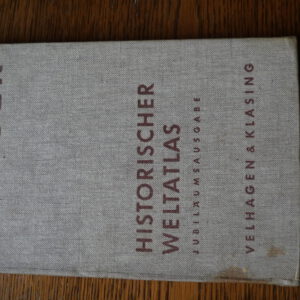 HISTORISCHER
WELTATLAS
JUBILÄUMSAUSGABE
VELHAGEN & KLASING